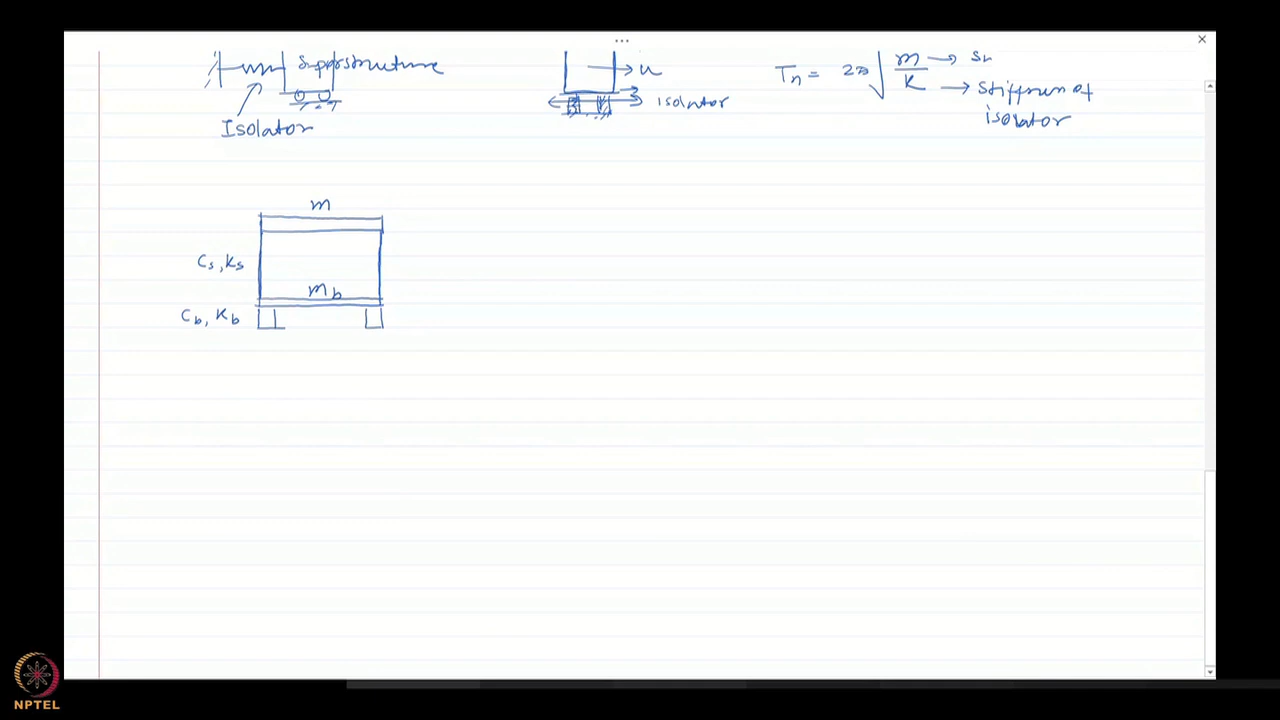 Superstructure
Isolator
u
isolator
Tn = 2π √ m/k
Stiffness of
isolator
m
Cs, Ks
mb
Cb, Kb
NPTEL